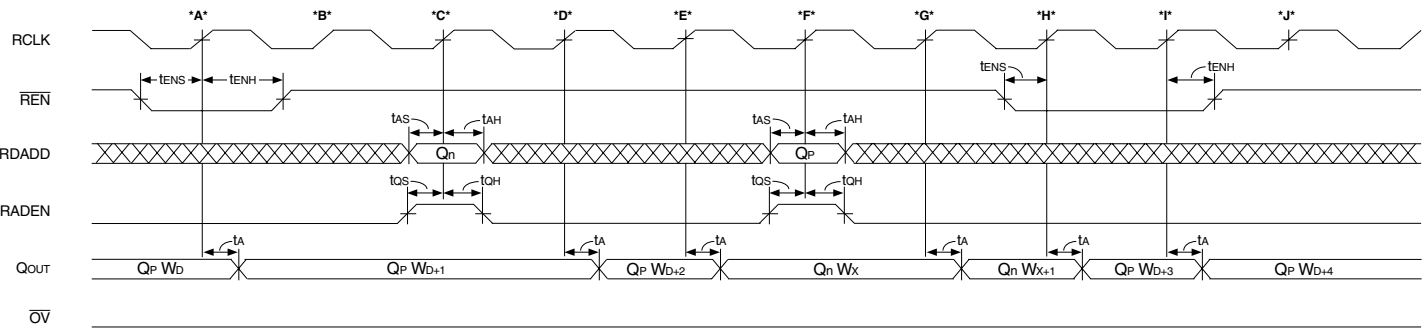 *A* *B* *C* *D* *E* *F* *G* *H* *I* *J*
RCLK
tENS tENH tENS tENH
REN
tAS tAH tAS tAH
RDADD Qn QP
tQS tQH tQS tQH
RADEN
tA tA tA tA tA tA
QOUT QP WD QP WD+1 QP WD+2 Qn WX Qn WX+1 QP WD+3 QP WD+4
OV